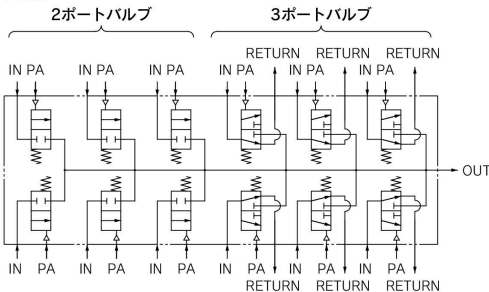 2ポートバルブ 3ポートバルブ
RETURN RETURN RETURN
IN PA IN PA IN PA IN PA IN PA IN PA
OUT
IN PA IN PA IN PA IN PA IN PA IN PA
RETURN RETURN RETURN